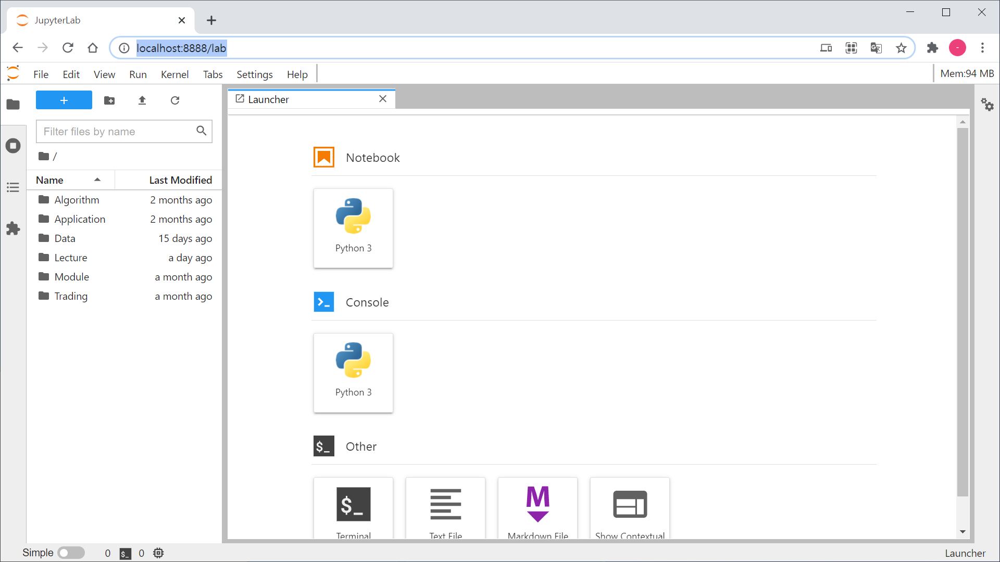 JupyterLab
localhost:8888/lab
File Edit View Run Kernel Tabs Settings Help
Mem:94 MB
+
Launcher
Filter files by name
/
Name Last Modified
Algorithm 2 months ago
Application 2 months ago
Data 15 days ago
Lecture a day ago
Module a month ago
Trading a month ago
Notebook
Python 3
Console
Python 3
$_ Other
$_
M
Terminal Text File Markdown File Show Contextual
Simple 0 $_ 0
Launcher